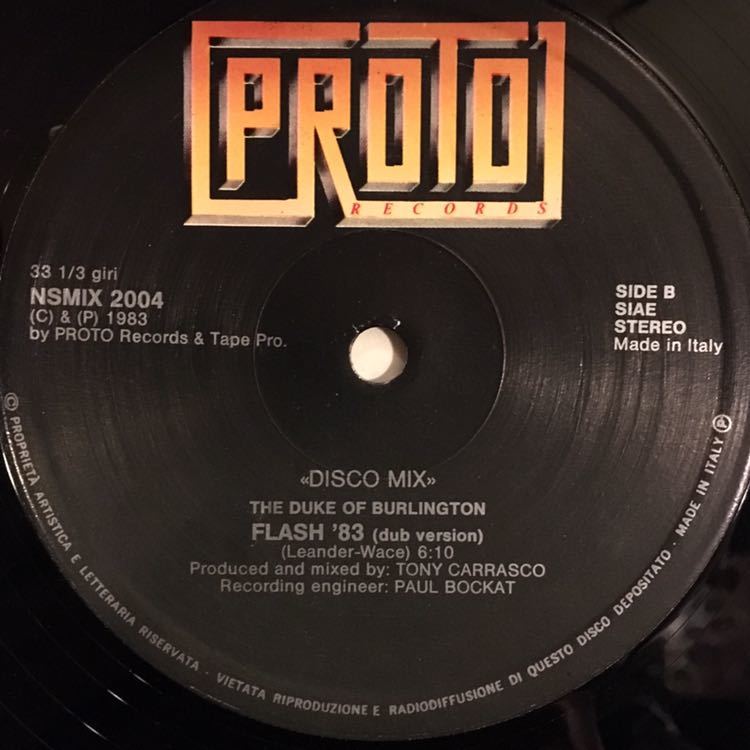 PROTO
RECORDS
33 1/3 giri
NSMIX 2004
(C) & (P) 1983
by PROTO Records & Tape Pro.
SIDE B
SIAE
STEREO
Made in Italy
«DISCO MIX»
THE DUKE OF BURLINGTON
FLASH '83 (dub version)
(Leander-Wace) 6:10
Produced and mixed by: TONY CARRASCO
Recording engineer: PAUL BOCKAT
© PROPRIETÀ ARTISTICA E LETTERARIA RISERVATA - VIETATA RIPRODUZIONE E RADIODIFFUSIONE DI QUESTO DISCO DEPOSITATO - MADE IN ITALY ℗